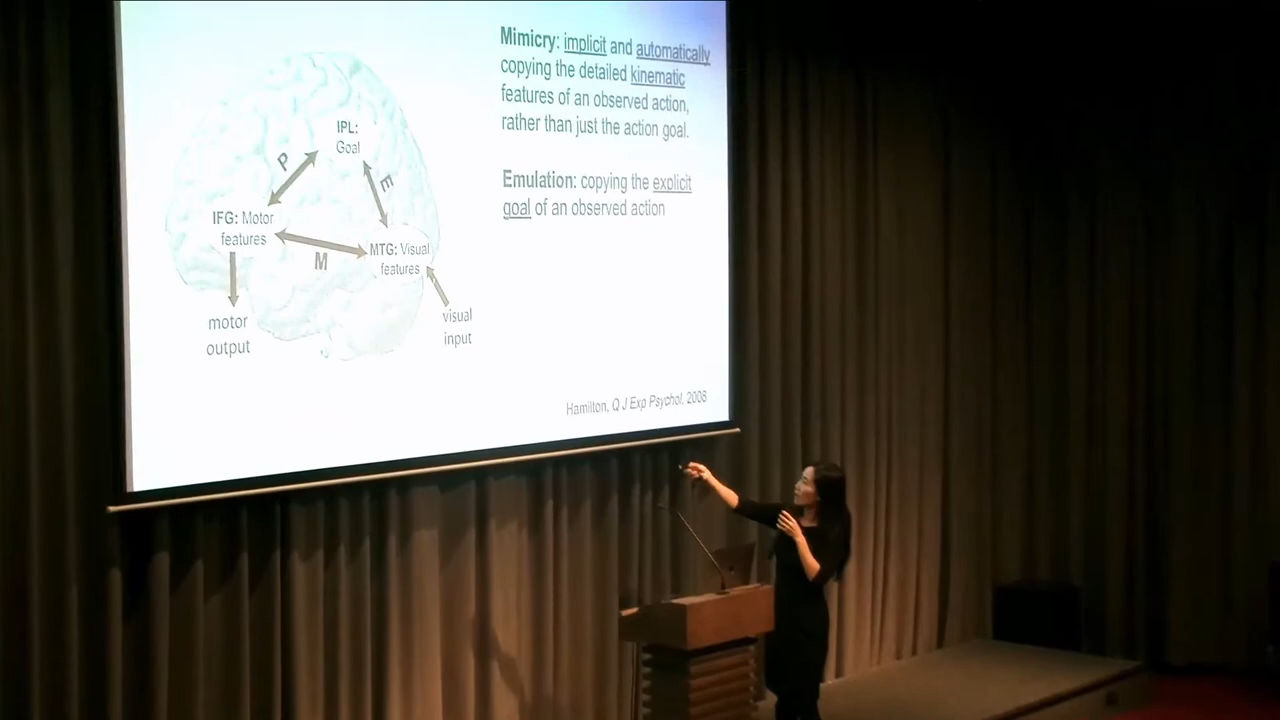 Mimicry: implicit and automatically
copying the detailed kinematic
features of an observed action,
rather than just the action goal.
Emulation: copying the explicit
goal of an observed action
IPL:
Goal
P
E
IFG: Motor
features
M
MTG: Visual
features
motor
output
visual
input
Hamilton, Q J Exp Psychol. 2008